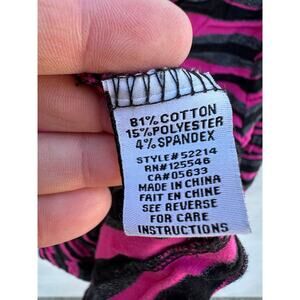 81% COTTON
15% POLYESTER
4% SPANDEX
STYLE# 52214
RN# 125546
CA# 05633
MADE IN CHINA
FAIT EN CHINE
SEE REVERSE
FOR CARE
INSTRUCTIONS